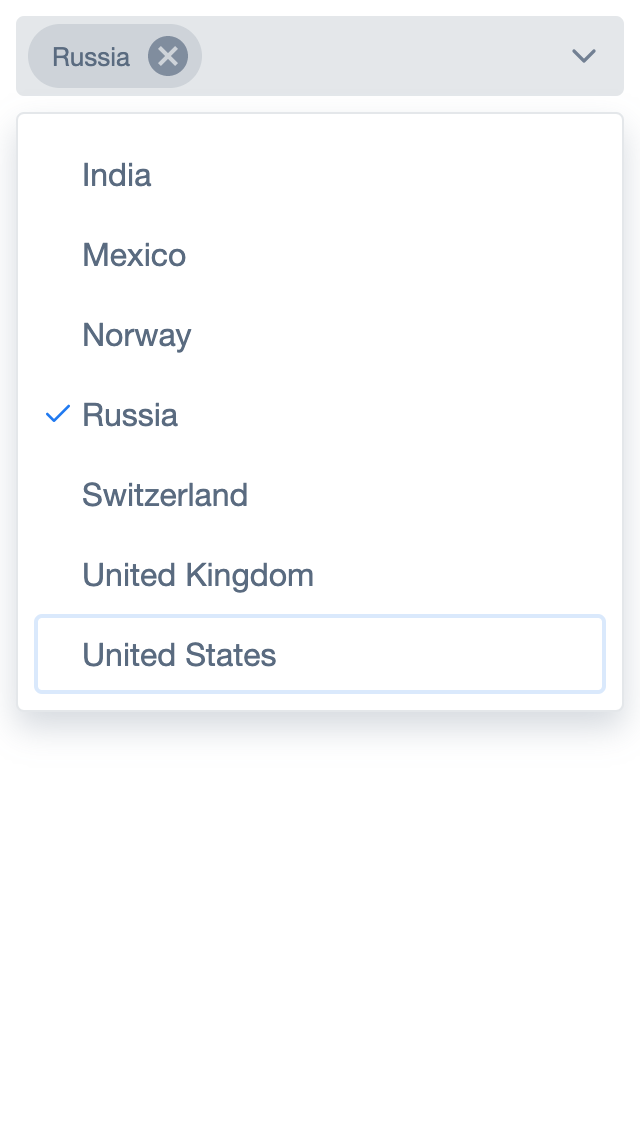 Russia
India
Mexico
Norway
Russia
Switzerland
United Kingdom
United States